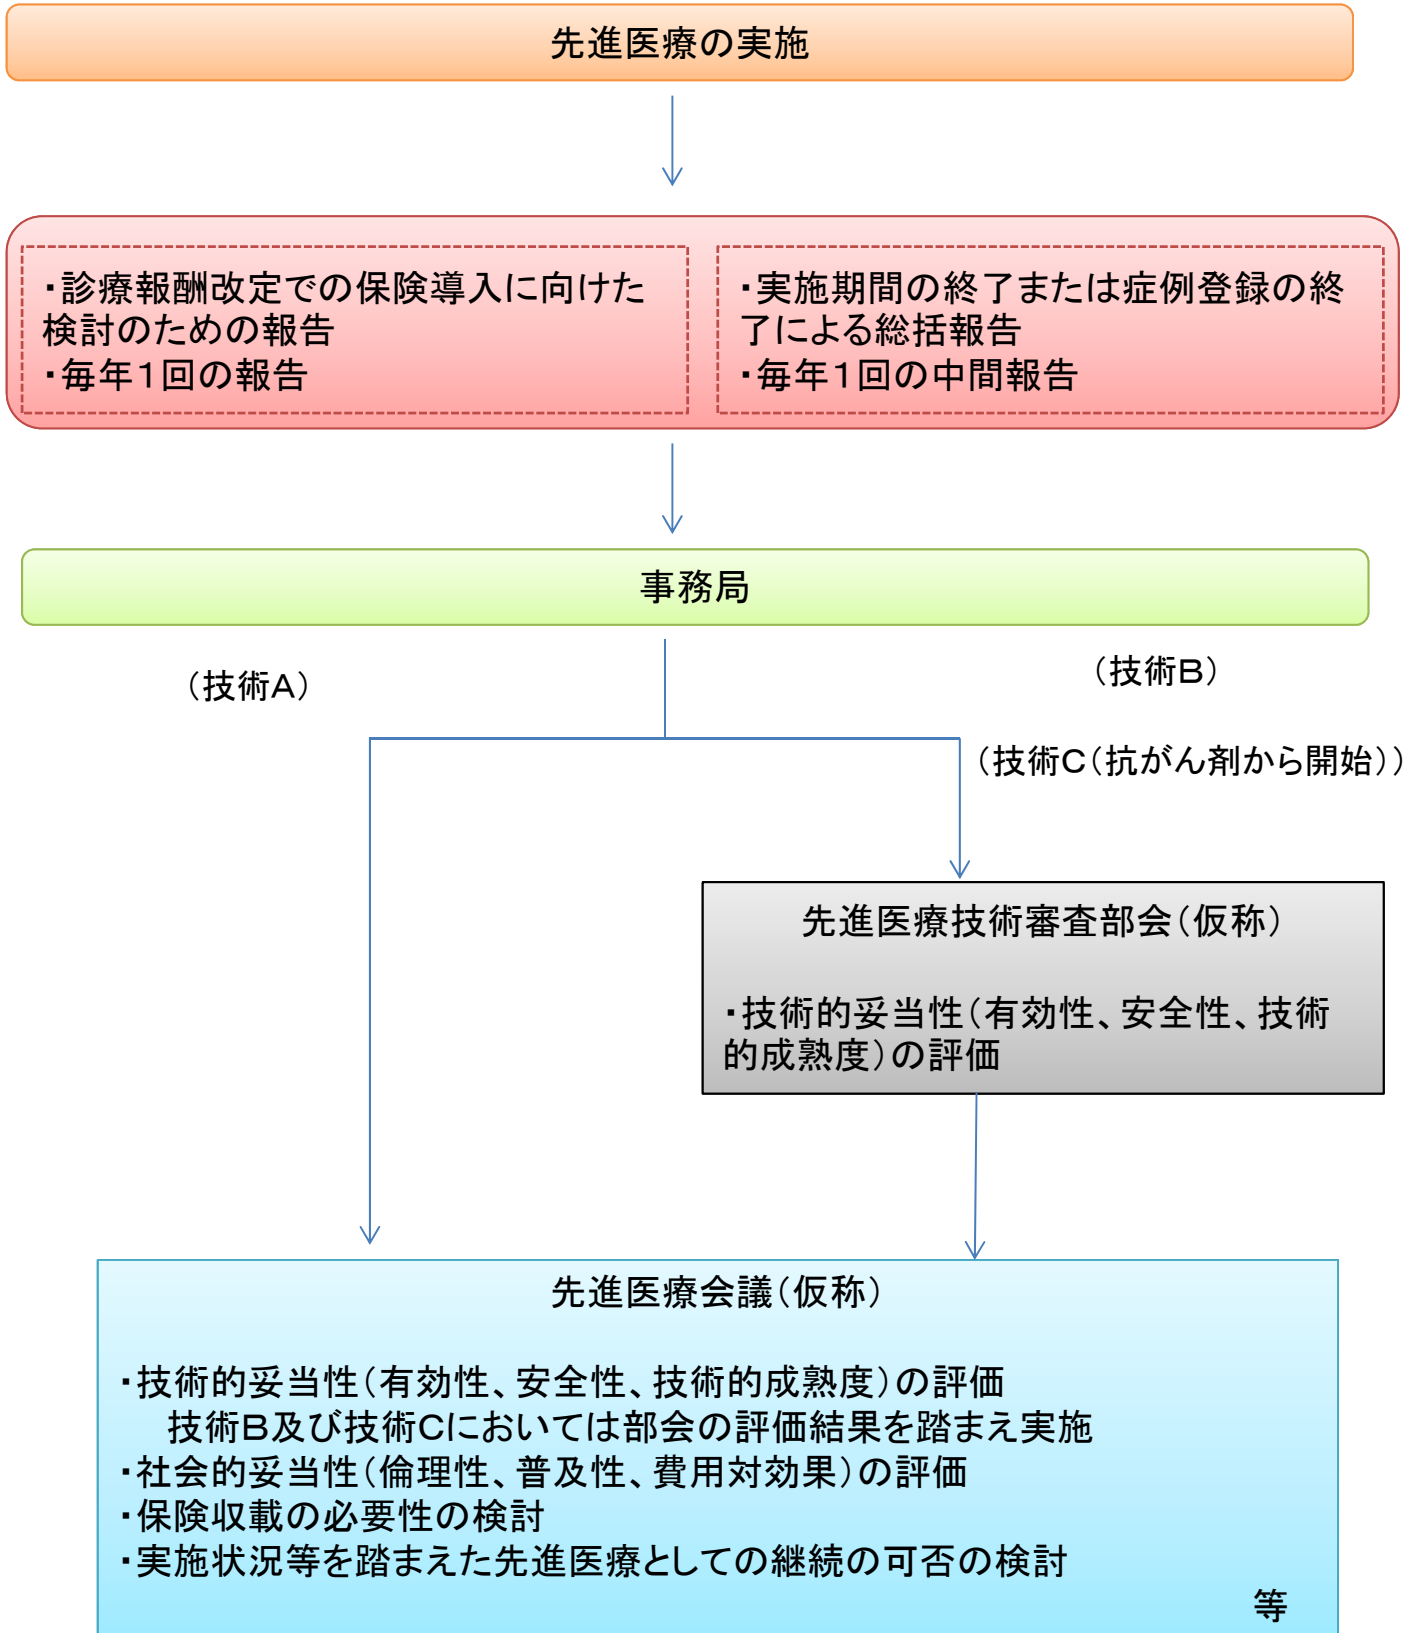 先進医療の実施
・診療報酬改定での保険導入に向けた
検討のための報告
・毎年１回の報告
・実施期間の終了または症例登録の終
了による総括報告
・毎年１回の中間報告
事務局
（技術A）
（技術B）
（技術C（抗がん剤から開始））
先進医療技術審査部会（仮称）
・技術的妥当性（有効性、安全性、技術
的成熟度）の評価
先進医療会議（仮称）
・技術的妥当性（有効性、安全性、技術的成熟度）の評価
技術B及び技術Cにおいては部会の評価結果を踏まえ実施
・社会的妥当性（倫理性、普及性、費用対効果）の評価
・保険収載の必要性の検討
・実施状況等を踏まえた先進医療としての継続の可否の検討
等